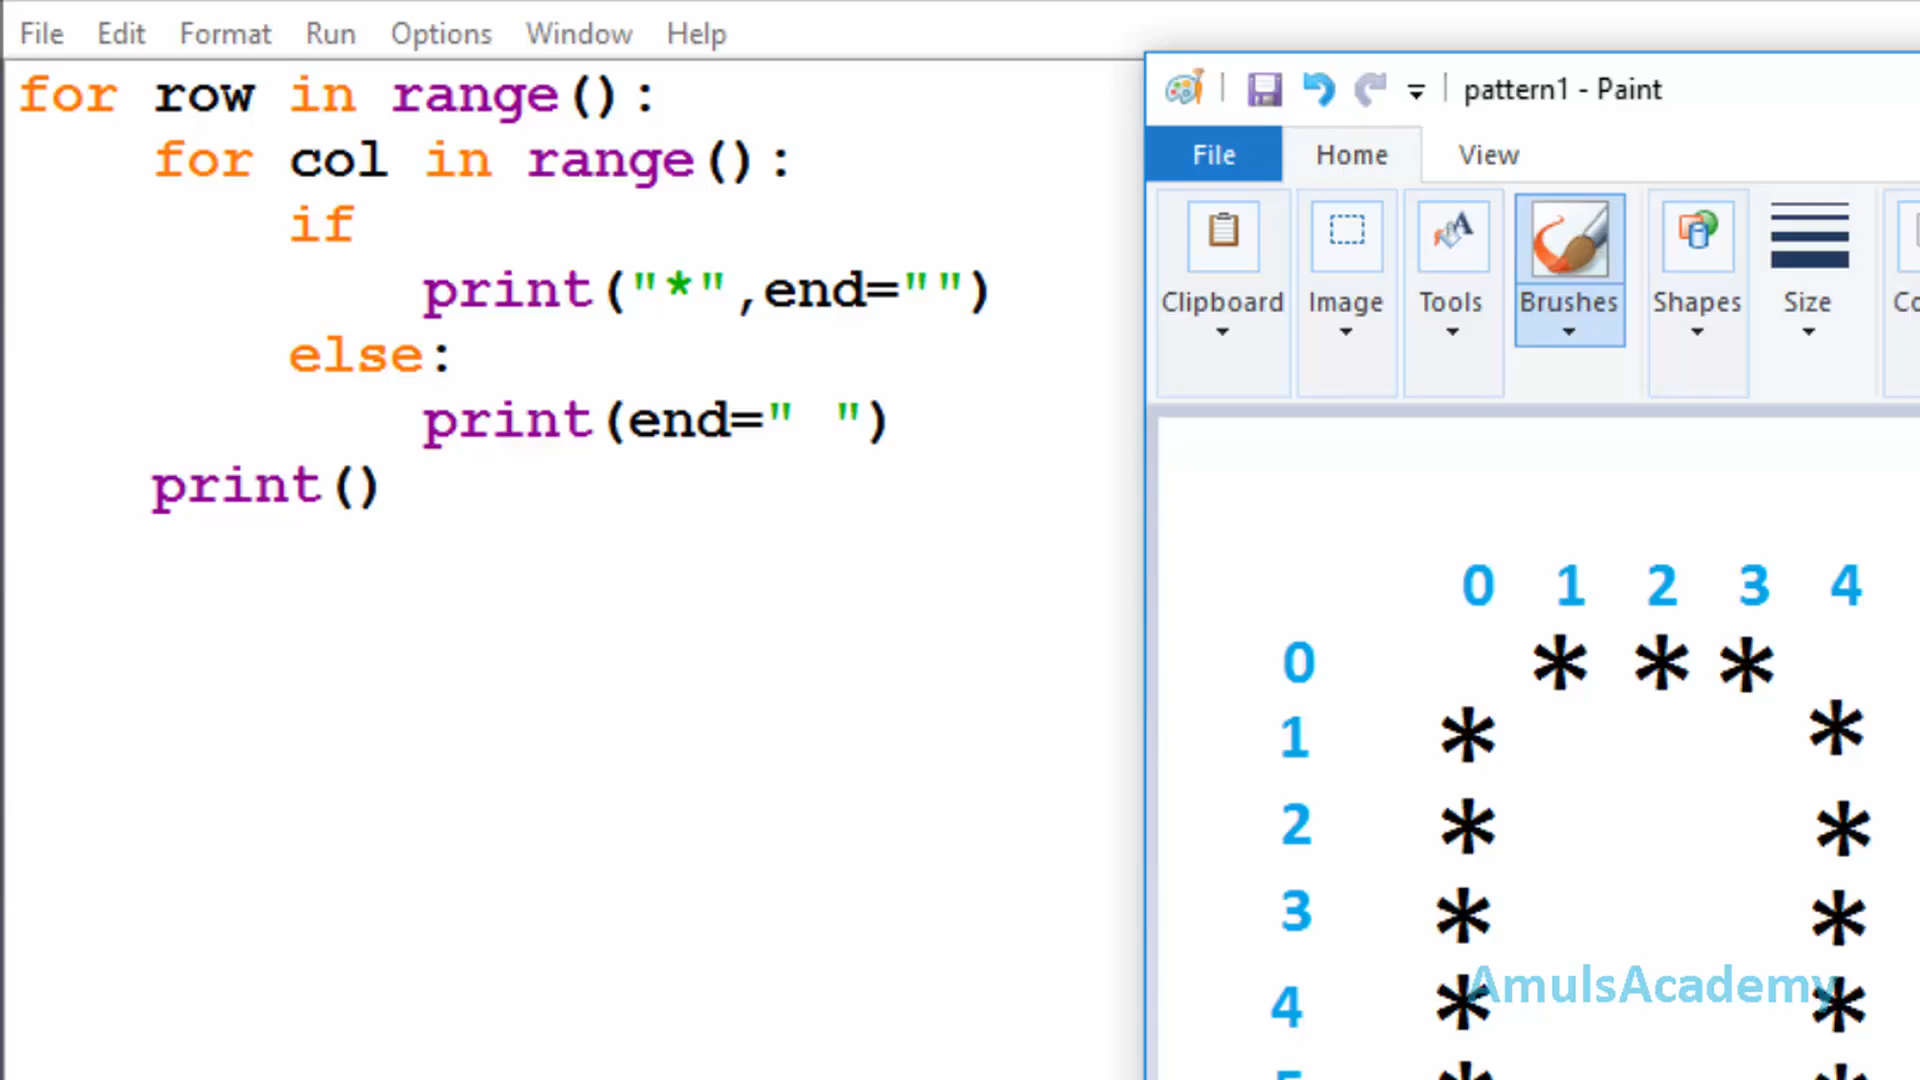 File Edit Format Run Options Window Help
for row in range():
for col in range():
if
print("*",end="")
else:
print(end=" ")
print()
pattern1 - Paint
File Home View
Clipboard Image Tools Brushes Shapes Size
0 1 2 3 4
0 * * *
1 * *
2 * *
3 * *
4 * *
AmulsAcademy